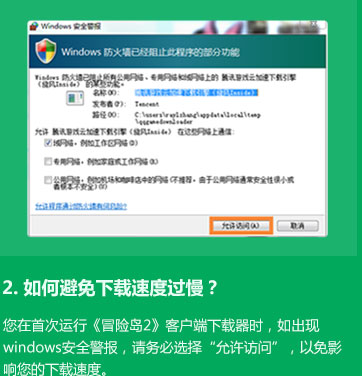 Windows 安全警报
Windows 防火墙已经阻止此程序的部分功能
Windows 防火墙已阻止所有公用网络、专用网络和域网络上的 腾讯游戏云加速下载引擎
（旋风Inside） 的某些功能。
名称(N)： 腾讯游戏云加速下载引擎（旋风Inside）
发布者(P)： Tencent
路径(H)： C:\users\rayizhang\appdata\local\temp
\qqgamedownloader
允许 腾讯游戏云加速下载引擎（旋风Inside） 在这些网络上通信：
域网络，例如工作区网络(D)
专用网络，例如家庭或工作网络(R)
公用网络，例如机场和咖啡店中的网络(不推荐，由于公用网络通常安全性很小或
者根本不安全)(U)
允许程序通过防火墙有何风险?
允许访问(A)
取消
2. 如何避免下载速度过慢？
您在首次运行《冒险岛2》客户端下载器时，如出现
windows安全警报，请务必选择“允许访问”，以免影
响您的下载速度。